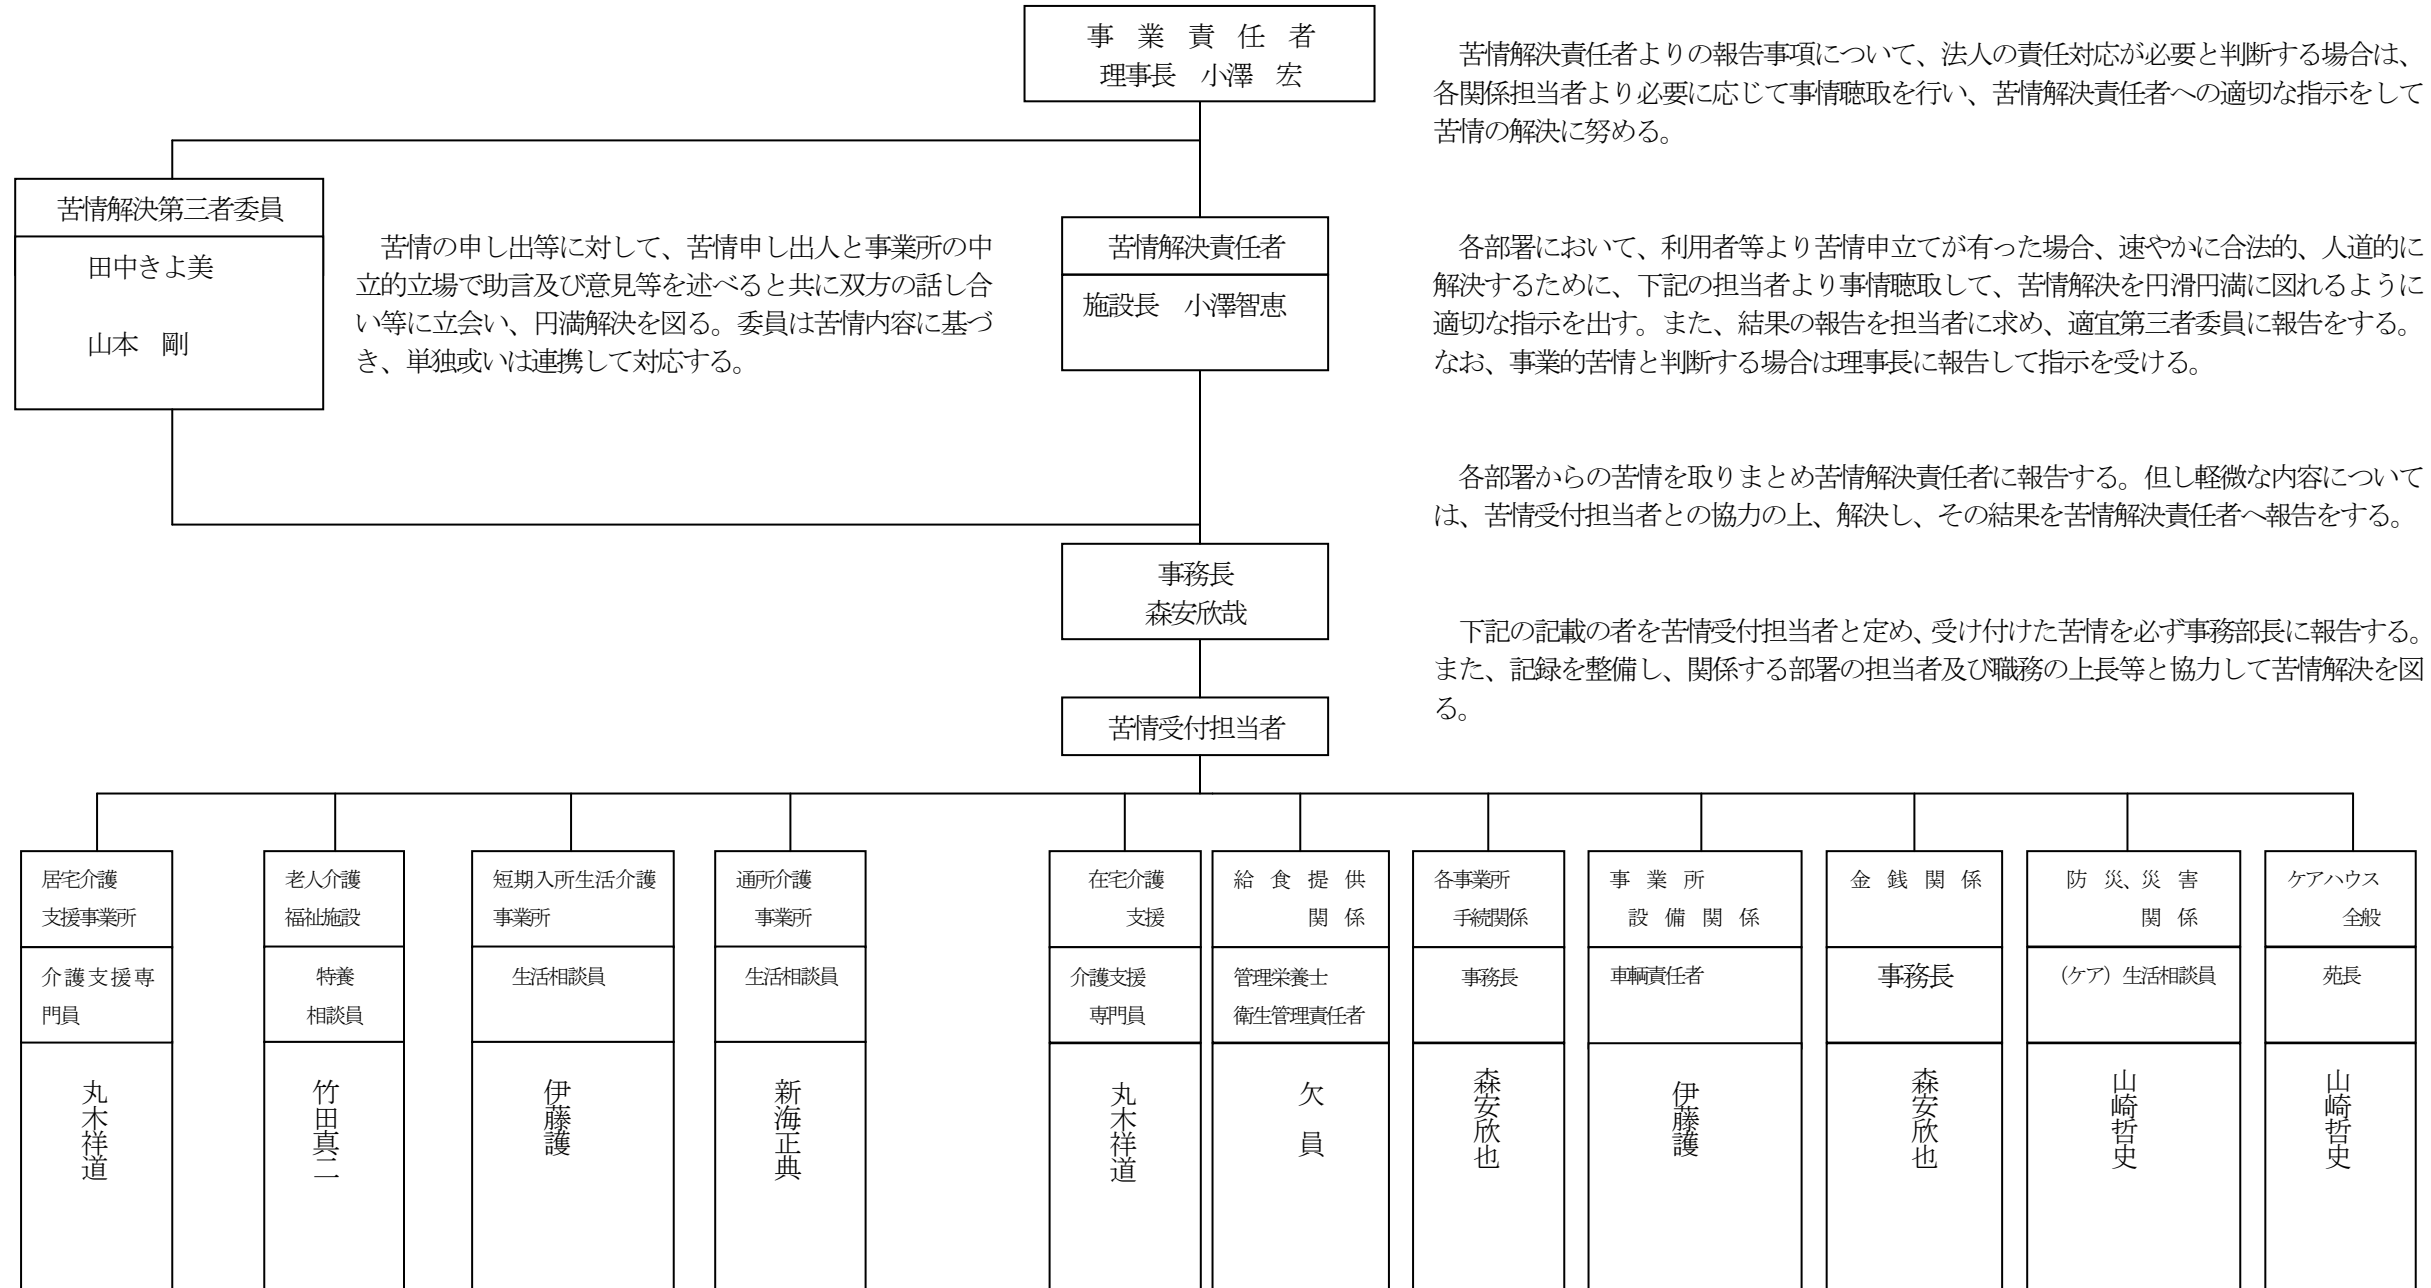 事 業 責 任 者
理事長　小澤　宏
苦情解決責任者よりの報告事項について、法人の責任対応が必要と判断する場合は、
各関係担当者より必要に応じて事情聴取を行い、苦情解決責任者への適切な指示をして
苦情の解決に努める。
苦情解決第三者委員
田中きよ美
山本　剛
苦情の申し出等に対して、苦情申し出人と事業所の中
立的立場で助言及び意見等を述べると共に双方の話し合
い等に立会い、円満解決を図る。委員は苦情内容に基づ
き、単独或いは連携して対応する。
苦情解決責任者
施設長　小澤智恵
各部署において、利用者等より苦情申立てが有った場合、速やかに合法的、人道的に
解決するために、下記の担当者より事情聴取して、苦情解決を円滑円満に図れるように
適切な指示を出す。また、結果の報告を担当者に求め、適宜第三者委員に報告をする。
なお、事業的苦情と判断する場合は理事長に報告して指示を受ける。
各部署からの苦情を取りまとめ苦情解決責任者に報告する。但し軽微な内容について
は、苦情受付担当者との協力の上、解決し、その結果を苦情解決責任者へ報告をする。
事務長
森安欣哉
下記の記載の者を苦情受付担当者と定め、受け付けた苦情を必ず事務部長に報告する。
また、記録を整備し、関係する部署の担当者及び職務の上長等と協力して苦情解決を図
る。
苦情受付担当者
居宅介護
支援事業所
介護支援専
門員
丸木祥道
老人介護
福祉施設
特養
相談員
竹田真二
短期入所生活介護
事業所
生活相談員
伊藤護
通所介護
事業所
生活相談員
新海正典
在宅介護
支援
介護支援
専門員
丸木祥道
給 食 提 供
関 係
管理栄養士
衛生管理責任者
欠員
各事業所
手続関係
事務長
森安欣也
事 業 所
設 備 関 係
車輌責任者
伊藤護
金 銭 関 係
事務長
森安欣也
防 災、災 害
関 係
（ケア）生活相談員
山崎哲史
ケアハウス
全般
苑長
山崎哲史